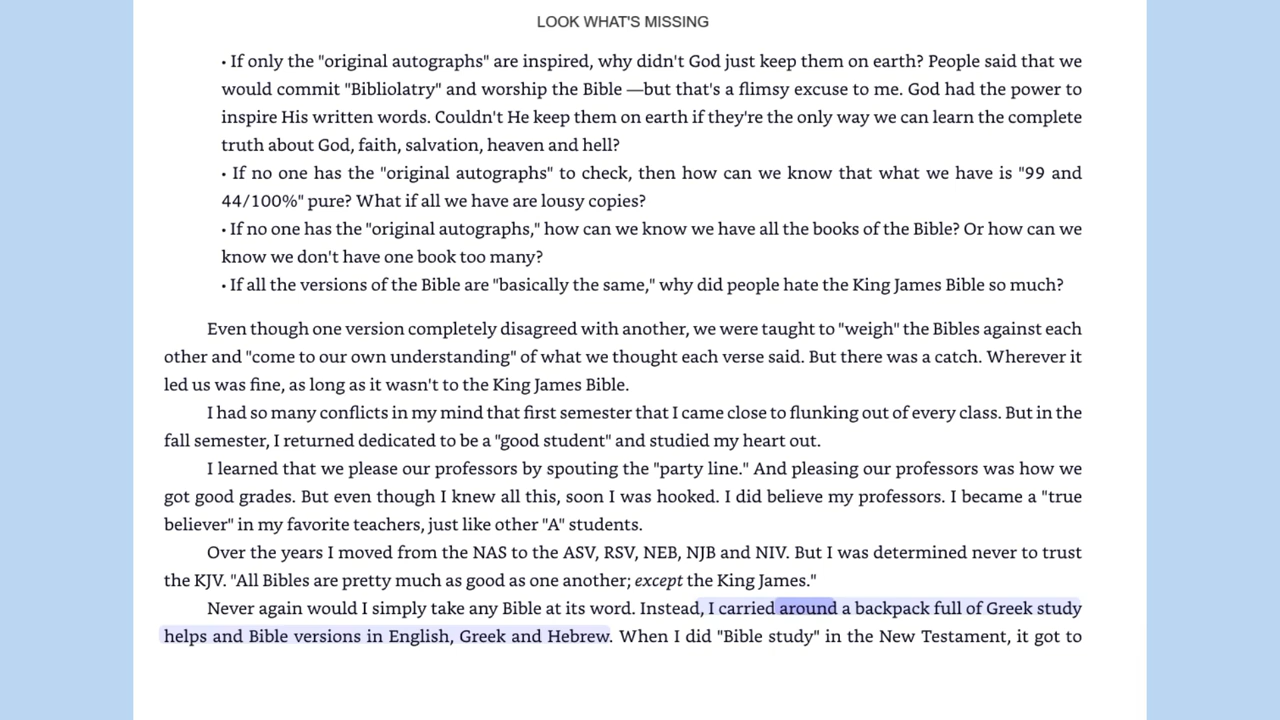 LOOK WHAT'S MISSING
• If only the "original autographs" are inspired, why didn't God just keep them on earth? People said that we
would commit "Bibliolatry" and worship the Bible —but that's a flimsy excuse to me. God had the power to
inspire His written words. Couldn't He keep them on earth if they're the only way we can learn the complete
truth about God, faith, salvation, heaven and hell?
• If no one has the "original autographs" to check, then how can we know that what we have is "99 and
44/100%" pure? What if all we have are lousy copies?
• If no one has the "original autographs," how can we know we have all the books of the Bible? Or how can we
know we don't have one book too many?
• If all the versions of the Bible are "basically the same," why did people hate the King James Bible so much?
Even though one version completely disagreed with another, we were taught to "weigh" the Bibles against each
other and "come to our own understanding" of what we thought each verse said. But there was a catch. Wherever it
led us was fine, as long as it wasn't to the King James Bible.
I had so many conflicts in my mind that first semester that I came close to flunking out of every class. But in the
fall semester, I returned dedicated to be a "good student" and studied my heart out.
I learned that we please our professors by spouting the "party line." And pleasing our professors was how we
got good grades. But even though I knew all this, soon I was hooked. I did believe my professors. I became a "true
believer" in my favorite teachers, just like other "A" students.
Over the years I moved from the NAS to the ASV, RSV, NEB, NJB and NIV. But I was determined never to trust
the KJV. "All Bibles are pretty much as good as one another; except the King James."
Never again would I simply take any Bible at its word. Instead, I carried around a backpack full of Greek study
helps and Bible versions in English, Greek and Hebrew. When I did "Bible study" in the New Testament, it got to